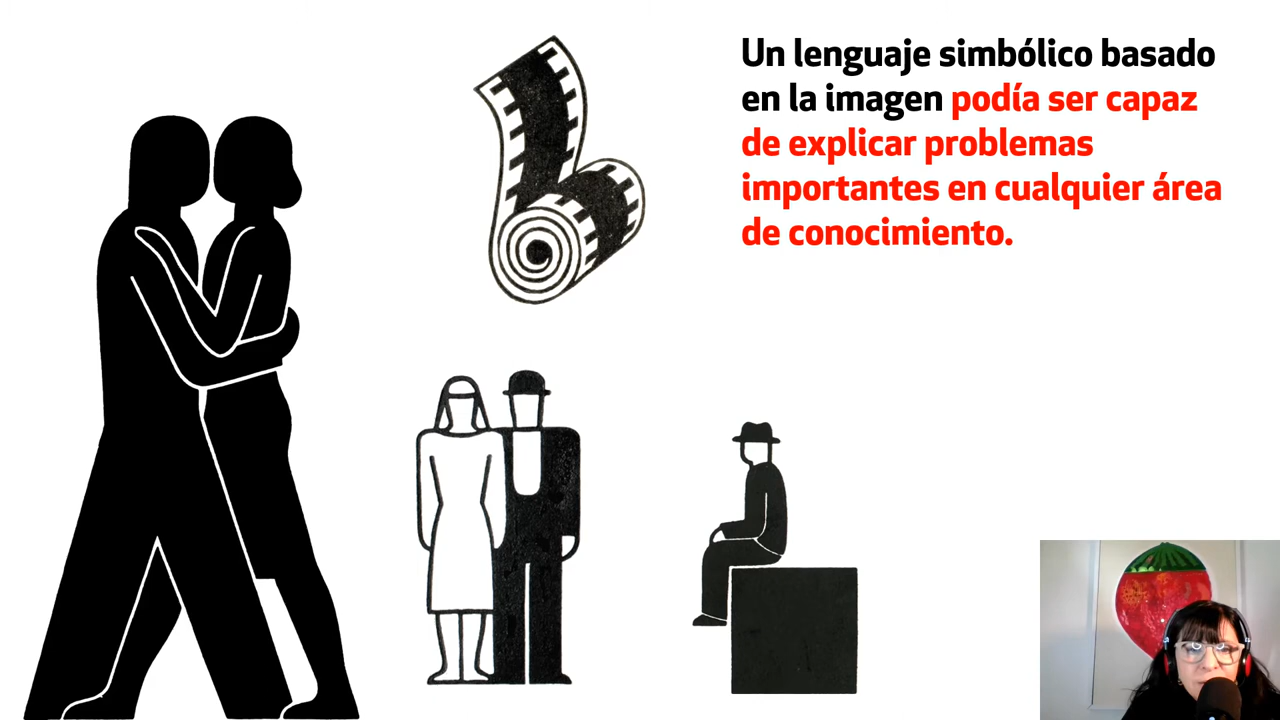 Un lenguaje simbólico basado
en la imagen podía ser capaz
de explicar problemas
importantes en cualquier área
de conocimiento.